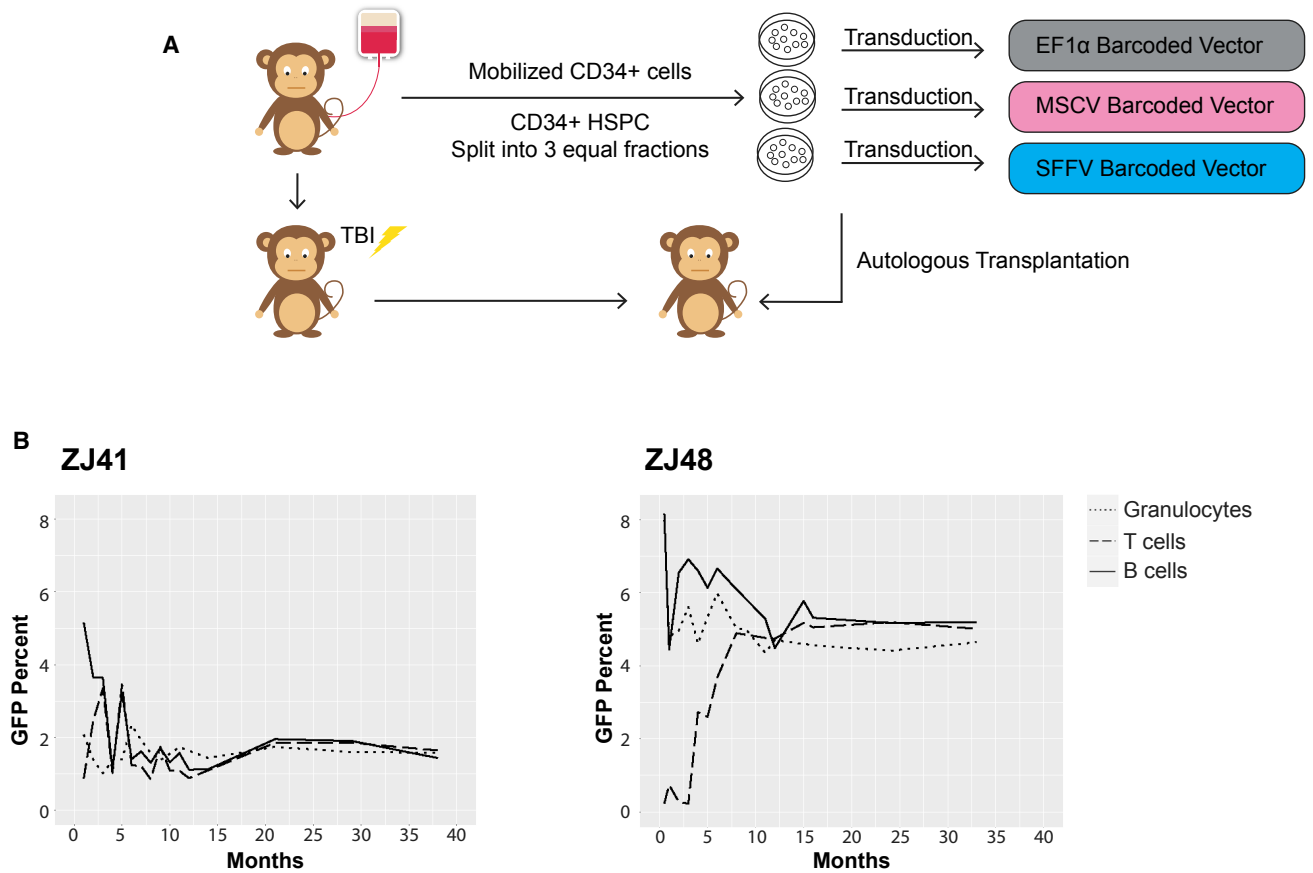 A
Mobilized CD34+ cells
CD34+ HSPC
Split into 3 equal fractions
Transduction
EF1α Barcoded Vector
Transduction
MSCV Barcoded Vector
Transduction
SFFV Barcoded Vector
TBI
Autologous Transplantation
B
ZJ41
GFP Percent
8
6
4
2
0
0 5 10 15 20 25 30 35 40
Months
ZJ48
GFP Percent
8
6
4
2
0
0 5 10 15 20 25 30 35 40
Months
Granulocytes
T cells
B cells